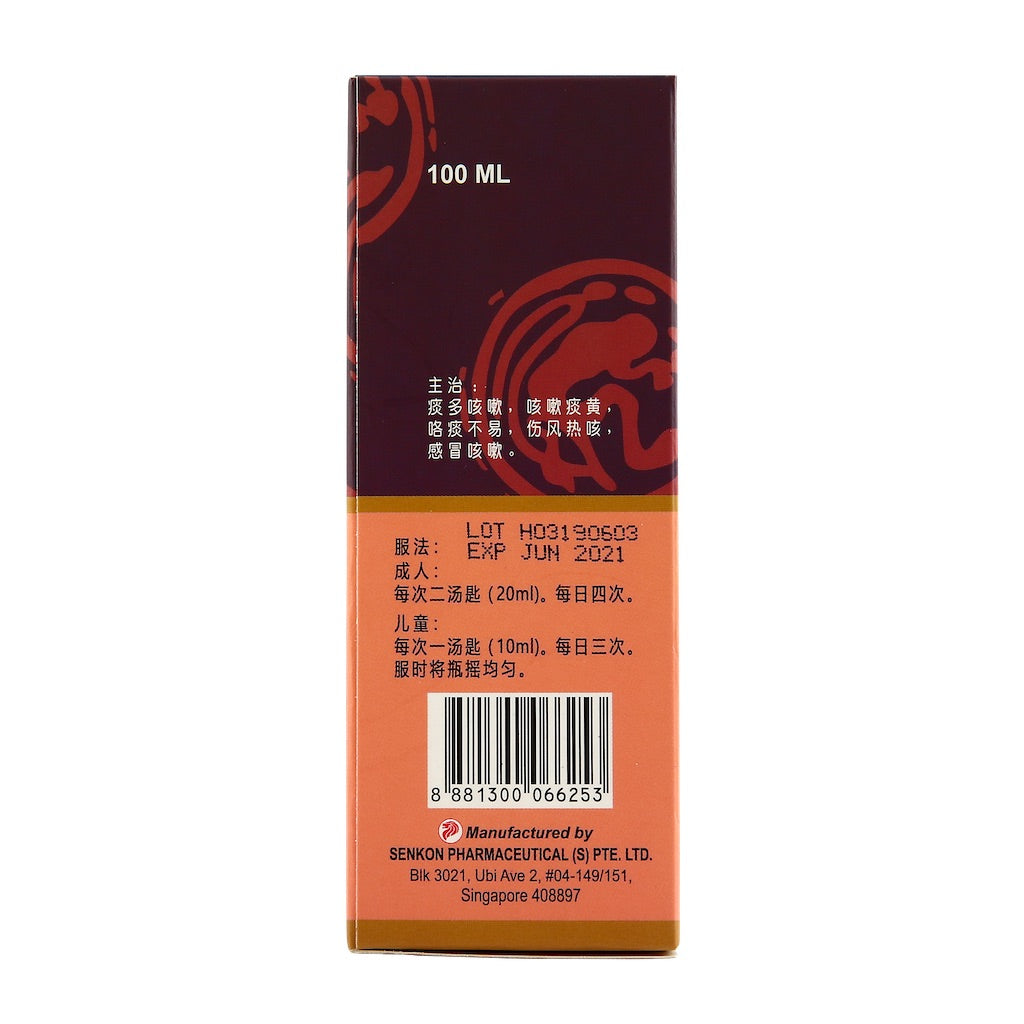 100 ML
主治：
痰多咳嗽，咳嗽痰黄，
咯痰不易，伤风热咳，
感冒咳嗽。
LOT H03190603
EXP JUN 2021
服法：
成人：
每次二汤匙 (20ml)。每日四次。
儿童：
每次一汤匙 (10ml)。每日三次。
服时将瓶摇均匀。
8 881300 066253
Manufactured by
SENKON PHARMACEUTICAL (S) PTE. LTD.
Blk 3021, Ubi Ave 2, #04-149/151,
Singapore 408897